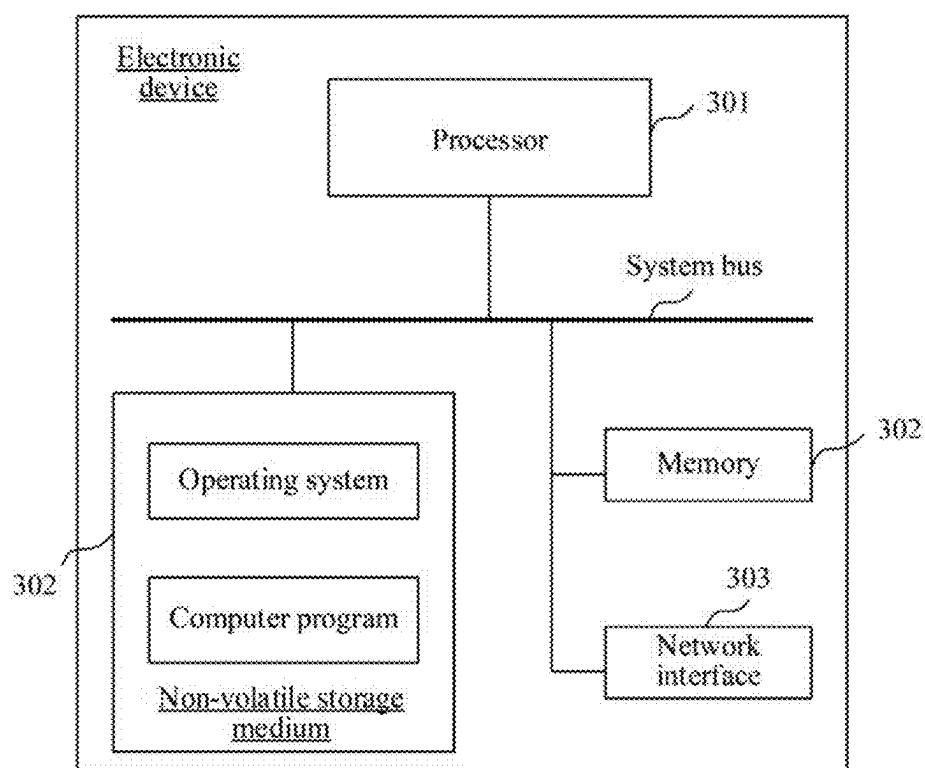 Electronic
device
301
Processor
System bus
Operating system
Memory
302
302
303
Computer program
Network
interface
Non-volatile storage
medium